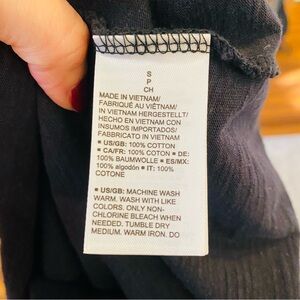 S
P
CH
MADE IN VIETNAM/
FABRIQUÉ AU VIÊTNAM/
IN VIETNAM HERGESTELLT/
HECHO EN VIETNAM CON
INSUMOS IMPORTADOS/
FABBRICATO IN VIETNAM
■ US/GB: 100% COTTON
■ CA/FR: 100% COTON ■ DE:
100% BAUMWOLLE ■ ES/MX:
100% algodón ■ IT: 100%
COTONE
■ US/GB: MACHINE WASH
WARM. WASH WITH LIKE
COLORS. ONLY NON-
CHLORINE BLEACH WHEN
NEEDED. TUMBLE DRY
MEDIUM. WARM IRON. DO